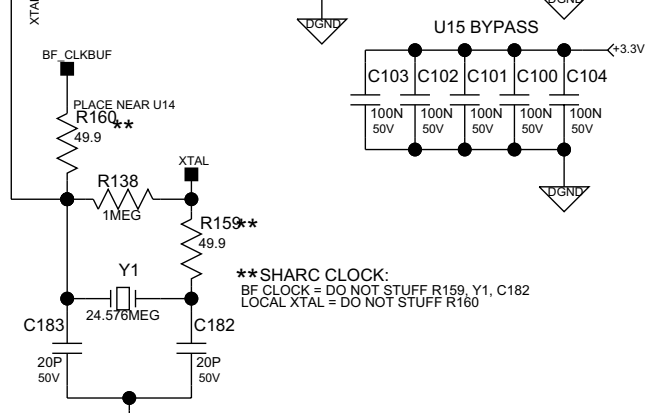 XTAL
DGND
DGND
U15 BYPASS
+3.3V
BF_CLKBUF
C103 C102 C101 C100 C104
100N 100N 100N 100N 100N
50V 50V 50V 50V 50V
PLACE NEAR U14
R160**
49.9
XTAL
R138
1MEG
DGND
R159**
49.9
Y1
24.576MEG
**SHARC CLOCK:
BF CLOCK = DO NOT STUFF R159, Y1, C182
LOCAL XTAL = DO NOT STUFF R160
C183
20P
50V
C182
20P
50V